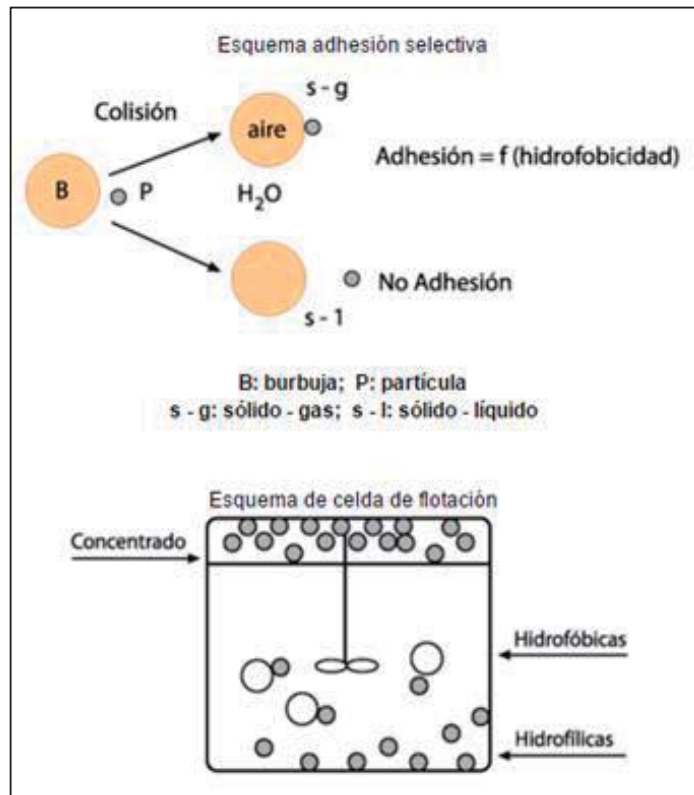 Esquema adhesión selectiva
s - g
Colisión
aire
Adhesión = f (hidrofobicidad)
B
P
H₂O
No Adhesión
s - 1
B: burbuja; P: partícula
s - g: sólido - gas; s - l: sólido - líquido
Esquema de celda de flotación
Concentrado
Hidrofóbicas
Hidrofílicas